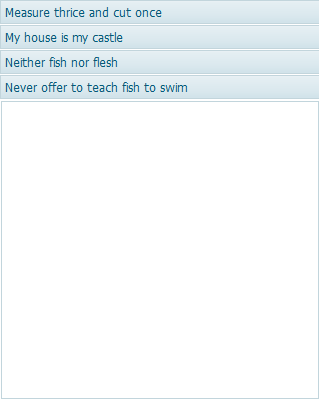 Measure thrice and cut once
My house is my castle
Neither fish nor flesh
Never offer to teach fish to swim